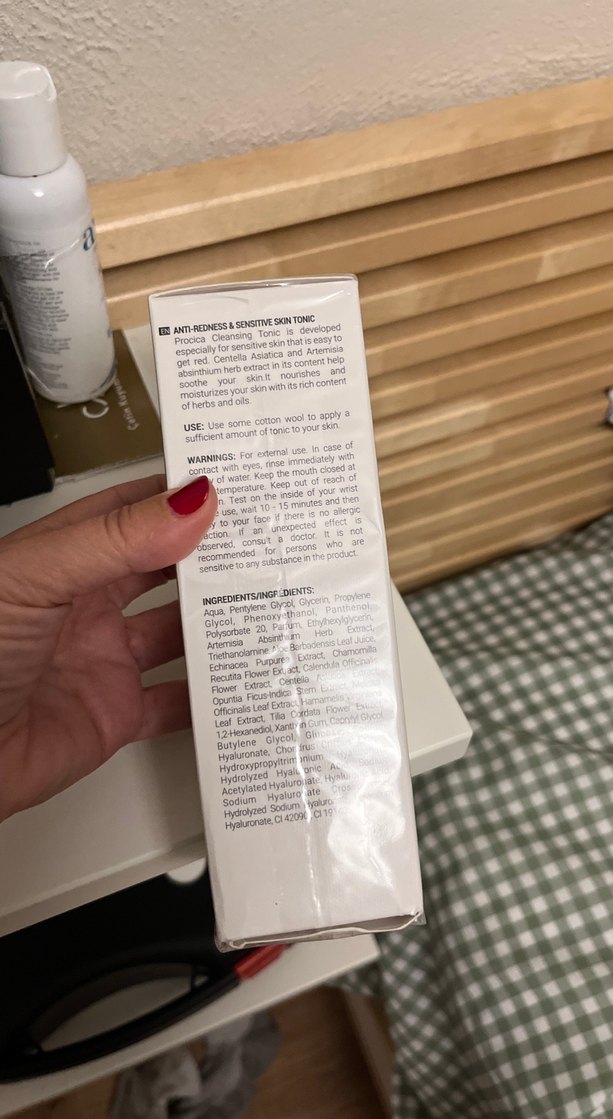 EN ANTI-REDNESS & SENSITIVE SKIN TONIC
Procica Cleansing Tonic is developed
especially for sensitive skin that is easy to
get red. Centella Asiatica and Artemisia
absinthium herb extract in its content help
soothe your skin.It nourishes and
moisturizes your skin with its rich content
of herbs and oils.
USE: Use some cotton wool to apply a
sufficient amount of tonic to your skin.
WARNINGS: For external use. In case of
contact with eyes, rinse immediately with
of water. Keep the mouth closed at
temperature. Keep out of reach of
Test on the inside of your wrist
use, wait 10 - 15 minutes and then
to your face if there is no allergic
If an unexpected effect is
observed, consult a doctor. It is not
recommended for persons who are
sensitive to any substance in the product.
INGREDIENTS/INGREDIENTS:
Aqua, Pentylene Glycol, Glycerin, Propylene
Glycol, Phenoxyethanol, Panthenol,
Polysorbate 20, Parfum, Ethylhexylglycerin,
Artemisia Absinthium Herb Extract,
Triethanolamine, Aloe Barbadensis Leaf Juice,
Echinacea Purpurea Extract, Chamomilla
Recutita Flower Extract, Calendula Officinalis
Flower Extract, Centella Asiatica Extract,
Opuntia Ficus-Indica Stem Extract,
Officinalis Leaf Extract, Hamamelis
Leaf Extract, Tilia Cordata Flower Extract,
1,2-Hexanediol, Xanthan Gum, Caprylyl Glycol,
Butylene Glycol,
Hyaluronate,
Hydroxypropyltrimonium
Hydrolyzed Hyaluronic Sodium
Acetylated Hyaluronate,
Sodium Hyaluronate
Hydrolyzed Sodium
Hyaluronate, CI 42090, CI